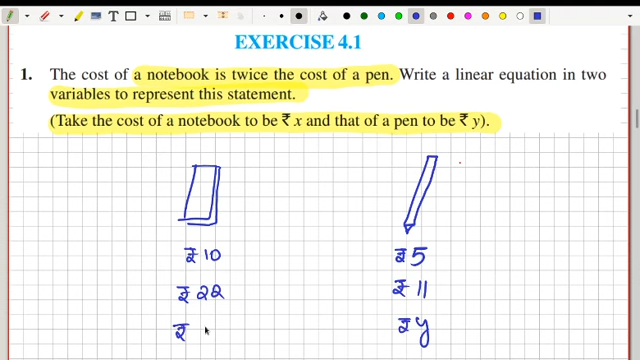 EXERCISE 4.1
1. The cost of a notebook is twice the cost of a pen. Write a linear equation in two
variables to represent this statement.
(Take the cost of a notebook to be ₹ x and that of a pen to be ₹ y).
₹ 10 ₹ 5
₹ 22 ₹ 11
₹ ₹ y